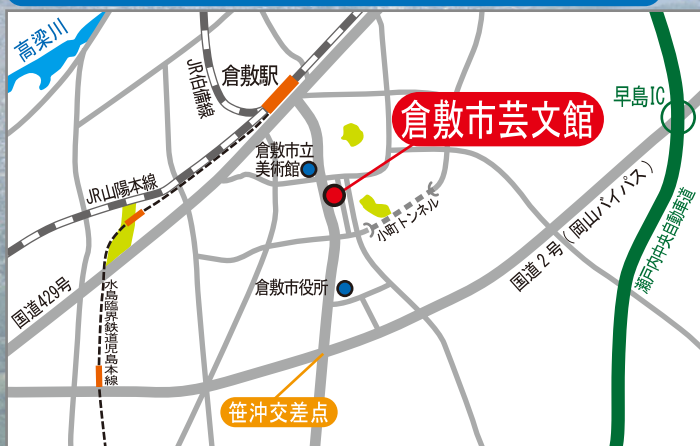 高梁川
JR伯備線
倉敷駅
早島IC
倉敷市芸文館
倉敷市立
美術館
JR山陽本線
小町トンネル
国道2号（岡山バイパス）
瀬戸内中央自動車道
国道429号
水島臨界鉄道児島本線
倉敷市役所
笹沖交差点